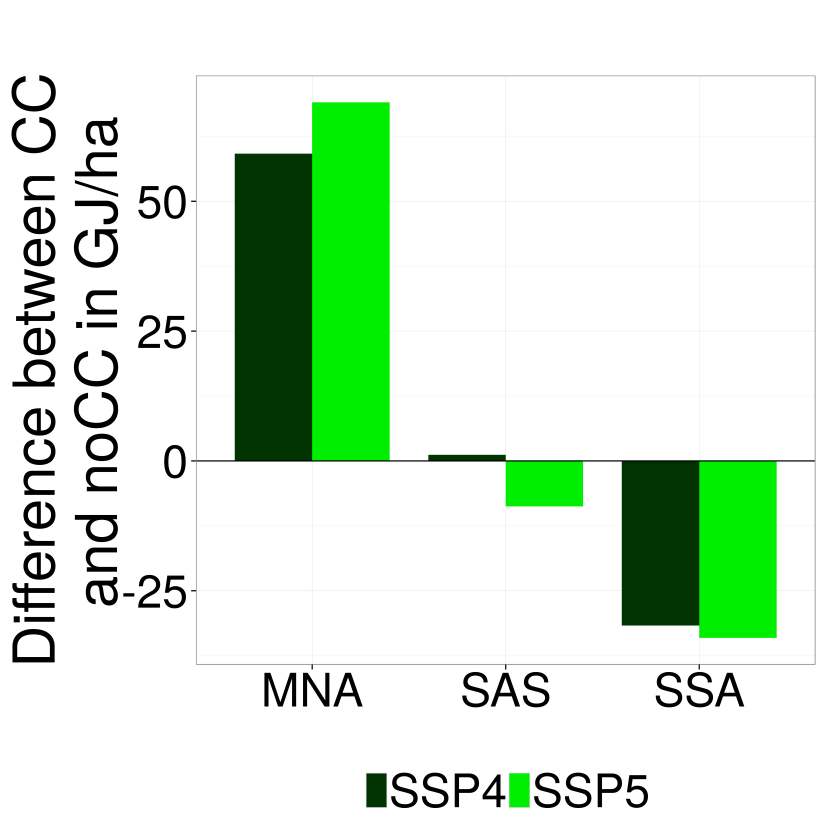 Difference between CC
and noCC in GJ/ha
50
25
0
-25
MNA SAS SSA
SSP4 SSP5